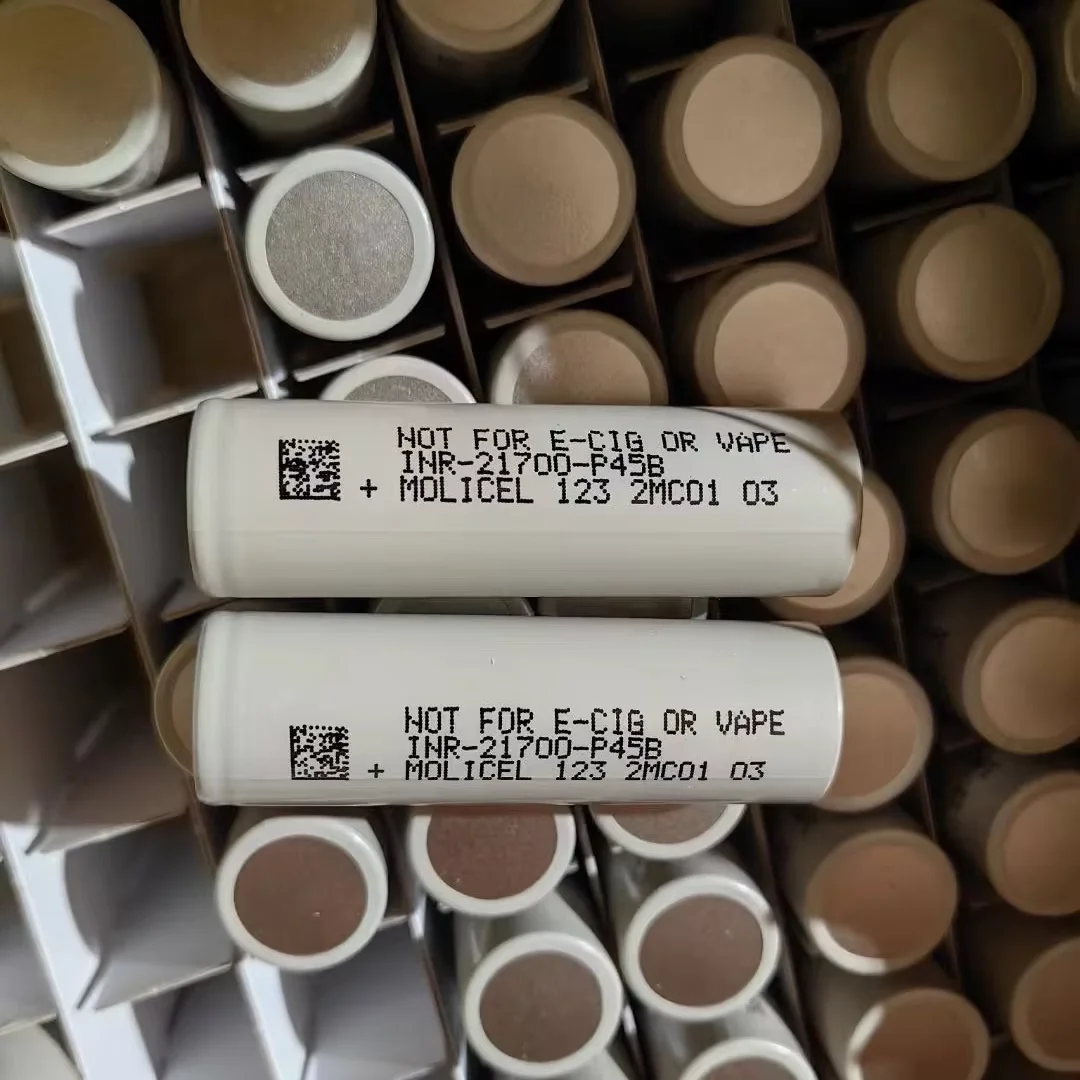 NOT FOR E-CIG OR VAPE
INR-21700-P45B
+ MOLICEL 123 2MC01 03
NOT FOR E-CIG OR VAPE
INR-21700-P45B
+ MOLICEL 123 2MC01 03